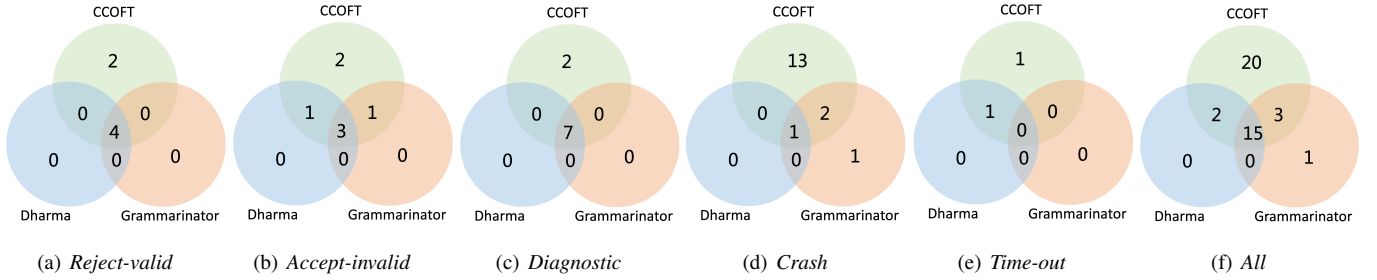 CCOFT
2
0
0
4
0
0
0
Dharma
Grammarinator
(a) Reject-valid
CCOFT
2
1
1
3
0
0
0
Dharma
Grammarinator
(b) Accept-invalid
CCOFT
2
0
0
7
0
0
0
Dharma
Grammarinator
(c) Diagnostic
CCOFT
13
0
2
1
0
0
1
Dharma
Grammarinator
(d) Crash
CCOFT
1
1
0
0
0
0
0
Dharma
Grammarinator
(e) Time-out
CCOFT
20
2
3
15
0
0
1
Dharma
Grammarinator
(f) All